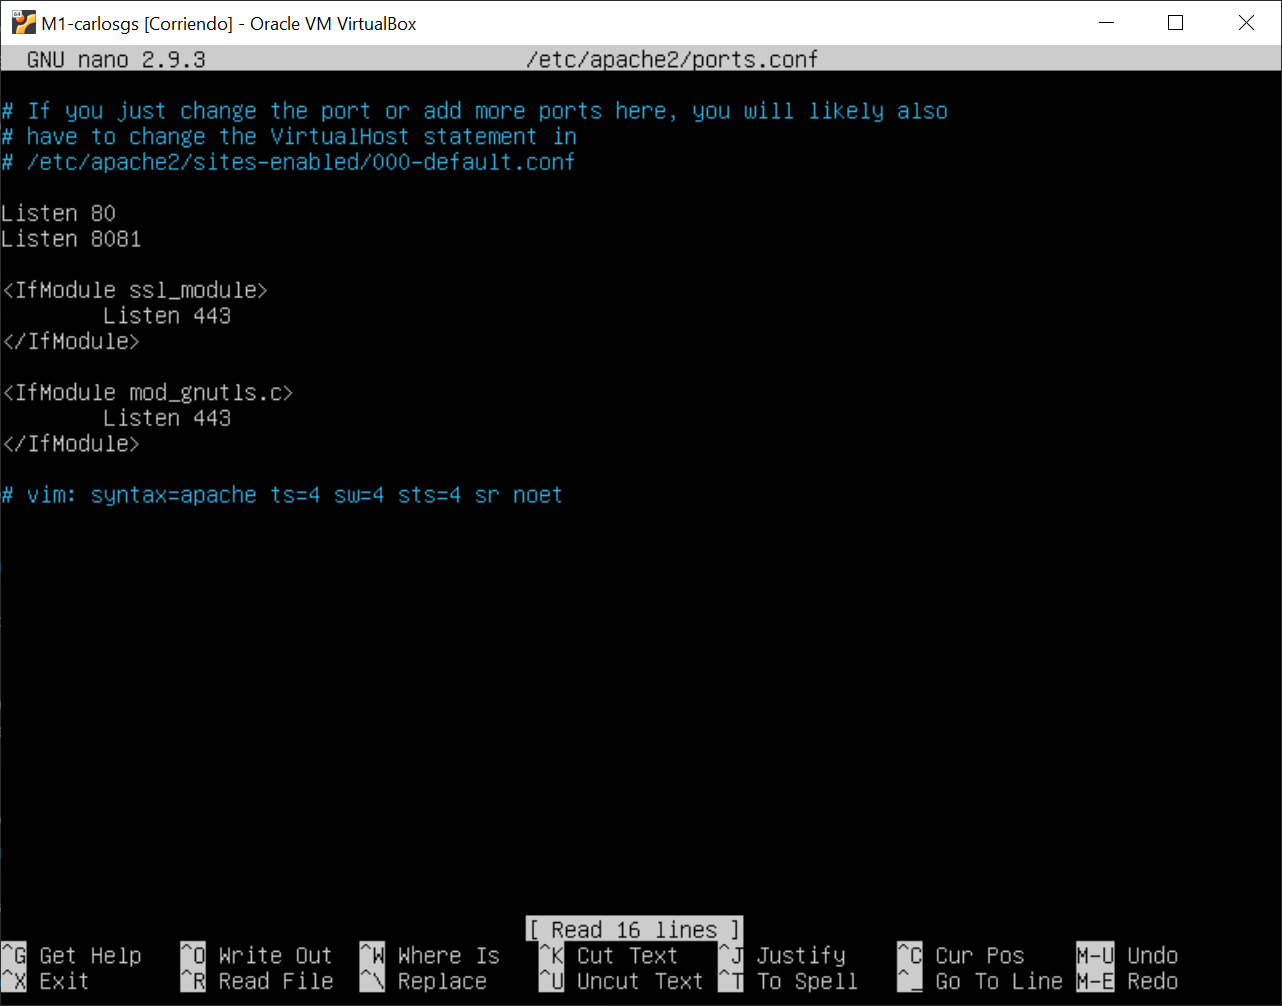 M1-carlosgs [Corriendo] - Oracle VM VirtualBox
GNU nano 2.9.3 /etc/apache2/ports.conf
# If you just change the port or add more ports here, you will likely also
# have to change the VirtualHost statement in
# /etc/apache2/sites-enabled/000-default.conf
Listen 80
Listen 8081
<IfModule ssl_module>
        Listen 443
</IfModule>
<IfModule mod_gnutls.c>
        Listen 443
</IfModule>
# vim: syntax=apache ts=4 sw=4 sts=4 sr noet
[ Read 16 lines ]
^G Get Help ^O Write Out ^W Where Is ^K Cut Text ^J Justify ^C Cur Pos M-U Undo
^X Exit ^R Read File ^\ Replace ^U Uncut Text ^T To Spell ^_ Go To Line M-E Redo